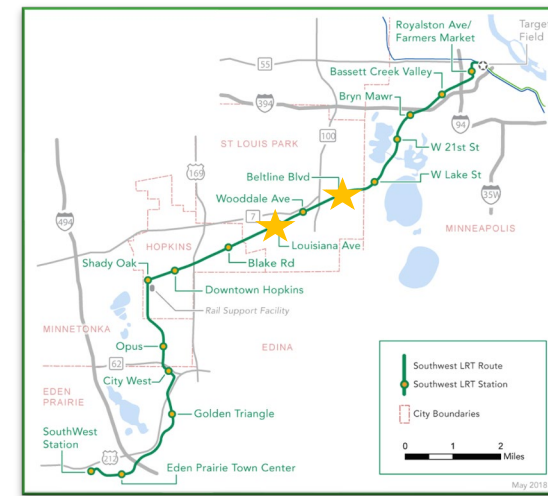 Royalston Ave/
Farmers Market
Target
Field
55
Bassett Creek Valley
394
Bryn Mawr
94
100
ST LOUIS PARK
W 21st St
169
Beltline Blvd
W Lake St
Wooddale Ave
35W
7
494
MINNEAPOLIS
HOPKINS
Louisiana Ave
Shady Oak
Blake Rd
Downtown Hopkins
Rail Support Facility
MINNETONKA
Opus
EDINA
62
City West
Southwest LRT Route
Southwest LRT Station
EDEN
PRAIRIE
City Boundaries
Golden Triangle
SouthWest
Station
0 1 2
Miles
212
Eden Prairie Town Center
May 2018